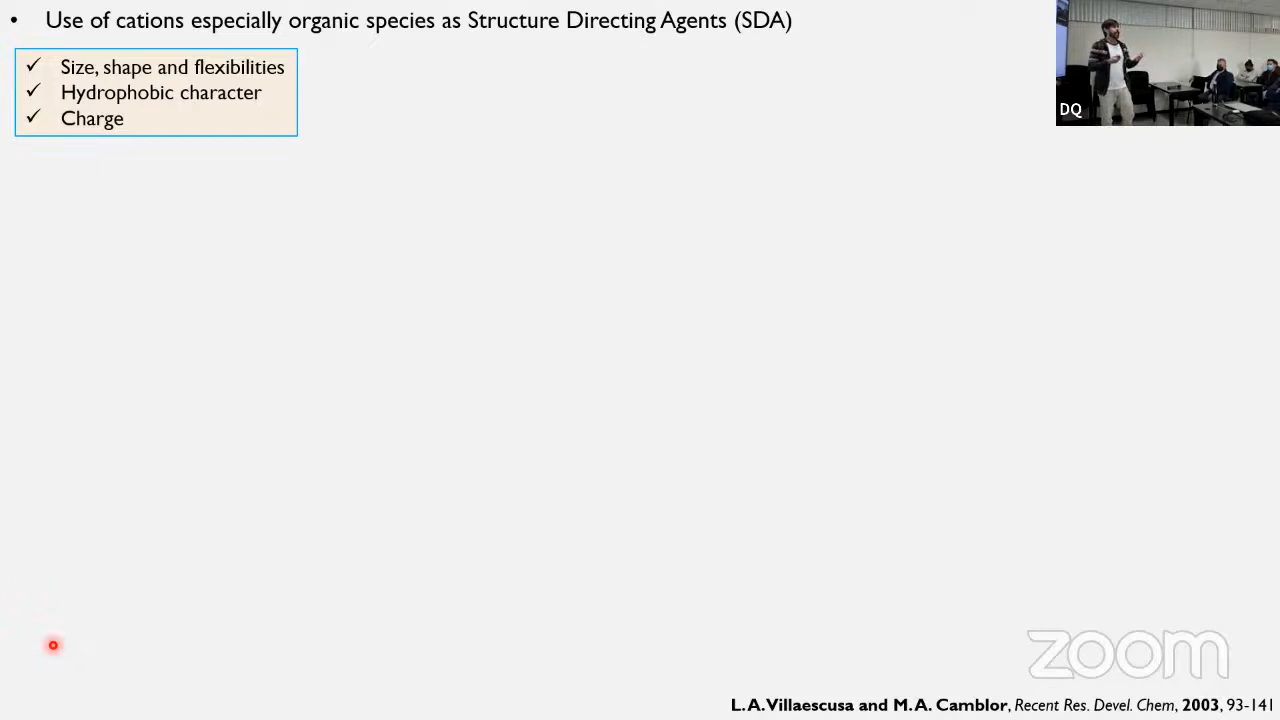 • Use of cations especially organic species as Structure Directing Agents (SDA)
✓ Size, shape and flexibilities
✓ Hydrophobic character
✓ Charge
DQ
zoom
L. A. Villaescusa and M. A. Camblor, Recent Res. Devel. Chem, 2003, 93-141